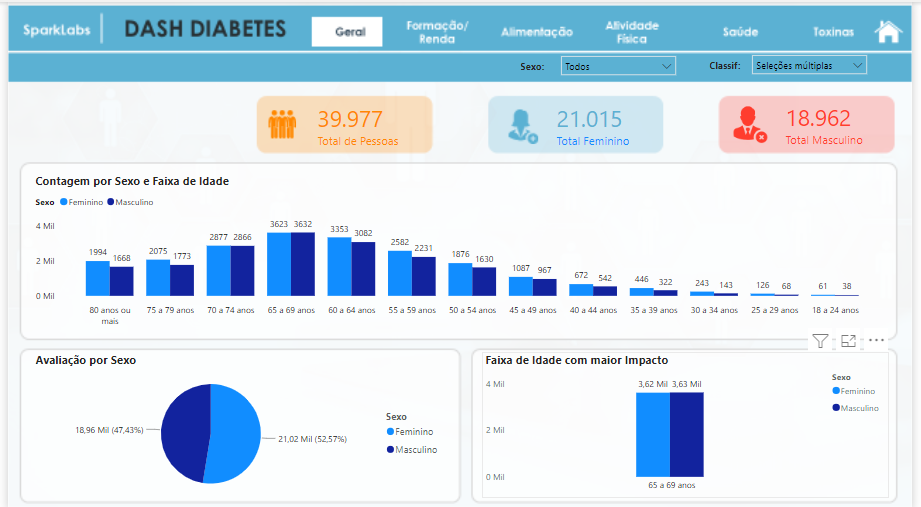 SparkLabs
DASH DIABETES
Geral
Formação/
Renda
Alimentação
Atividade
Física
Saúde
Toxinas
Sexo:
Todos
Classif:
Seleções múltiplas
39.977
Total de Pessoas
21.015
Total Feminino
18.962
Total Masculino
Contagem por Sexo e Faixa de Idade
Sexo Feminino Masculino
4 Mil
2 Mil
0 Mil
1994 1668
2075 1773
2877 2866
3623 3632
3353 3082
2582 2231
1876 1630
1087 967
672 542
446 322
243 143
126 68
61 38
80 anos ou
mais
75 a 79 anos
70 a 74 anos
65 a 69 anos
60 a 64 anos
55 a 59 anos
50 a 54 anos
45 a 49 anos
40 a 44 anos
35 a 39 anos
30 a 34 anos
25 a 29 anos
18 a 24 anos
Avaliação por Sexo
18,96 Mil (47,43%)
21,02 Mil (52,57%)
Sexo
Feminino
Masculino
Faixa de Idade com maior Impacto
4 Mil
2 Mil
0 Mil
3,62 Mil 3,63 Mil
65 a 69 anos
Sexo
Feminino
Masculino